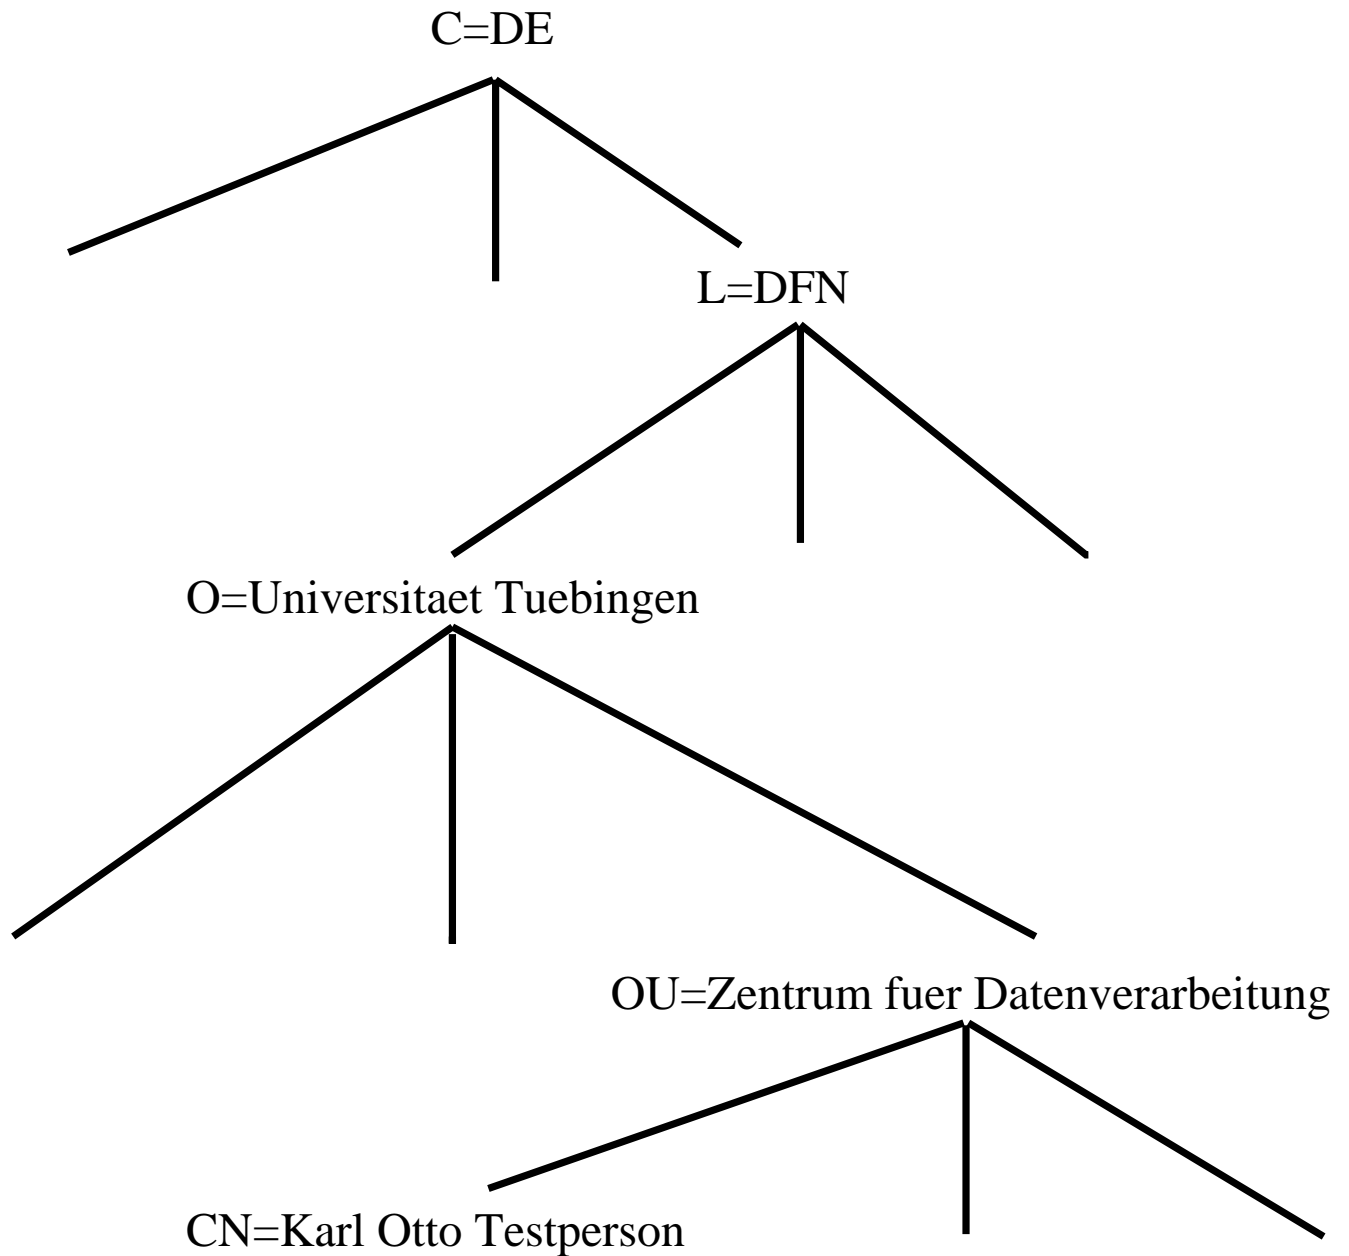 C=DE
L=DFN
O=Universitaet Tuebingen
OU=Zentrum fuer Datenverarbeitung
CN=Karl Otto Testperson